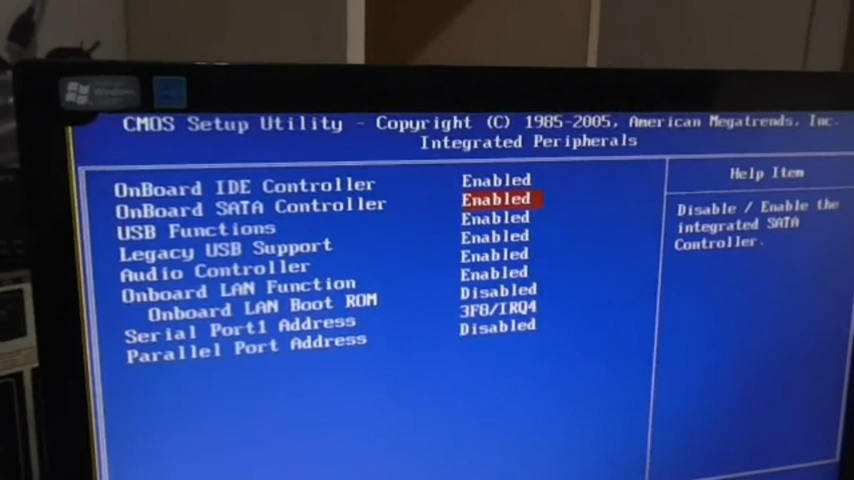 Windows
CMOS Setup Utility - Copyright (C) 1985-2005, American Megatrends, Inc.
Integrated Peripherals
OnBoard IDE Controller Enabled
OnBoard SATA Controller Enabled
USB Functions Enabled
Legacy USB Support Enabled
Audio Controller Enabled
Onboard LAN Function Enabled
Onboard LAN Boot ROM Disabled
Serial Port1 Address 3F8/IRQ4
Parallel Port Address Disabled
Help Item
Disable / Enable the
integrated SATA
Controller.